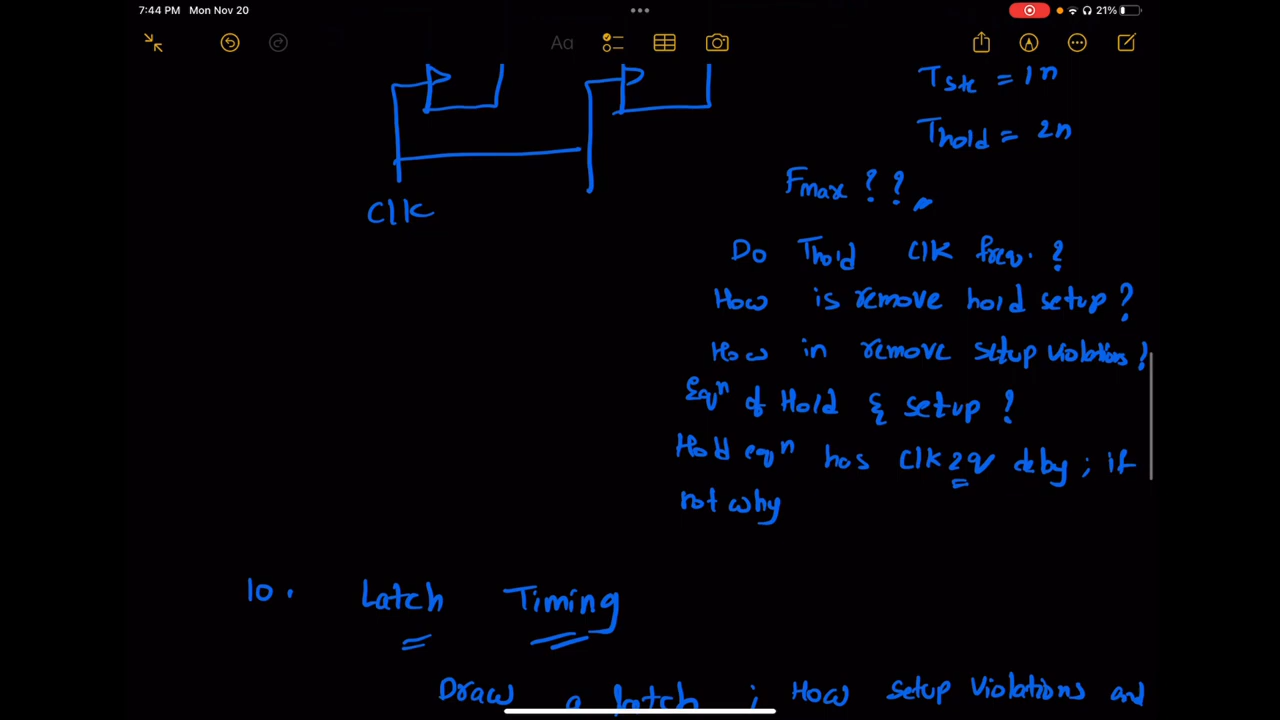 7:44 PM Mon Nov 20
21%
Aa
Tsk = 1n
Thold = 2n
Fmax ??
Clk
Do Thold Clk freq. ?
How is remove hold setup ?
How in remove setup violations ?
Eqn of Hold & setup ?
Hold eqn has Clk2q delay ; if
not why
10. Latch Timing
Draw a latch ; How setup violations and